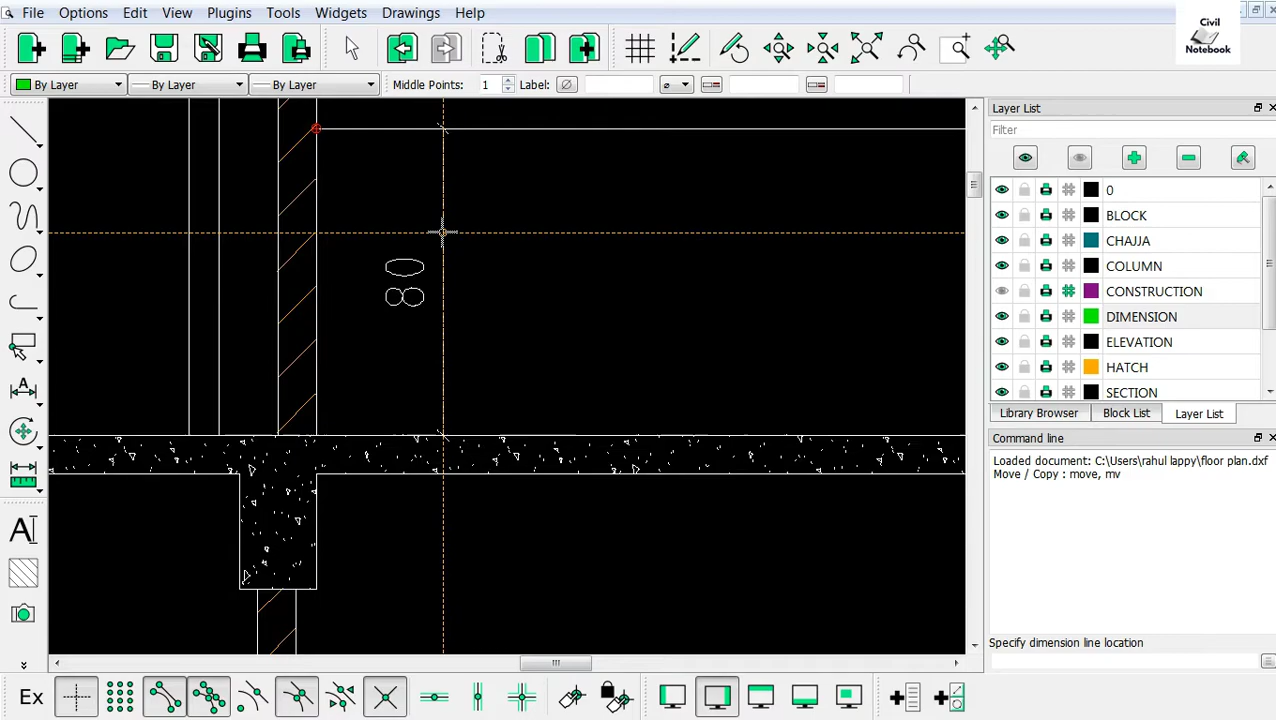 File Options Edit View Plugins Tools Widgets Drawings Help
Civil
Notebook
By Layer By Layer By Layer Middle Points: 1 Label:
Layer List
Filter
0
BLOCK
CHAJJA
COLUMN
CONSTRUCTION
DIMENSION
ELEVATION
HATCH
SECTION
Library Browser Block List Layer List
Command line
Loaded document: C:\Users\rahul lappy\floor plan.dxf
Move / Copy : move, mv
Specify dimension line location
80
Ex